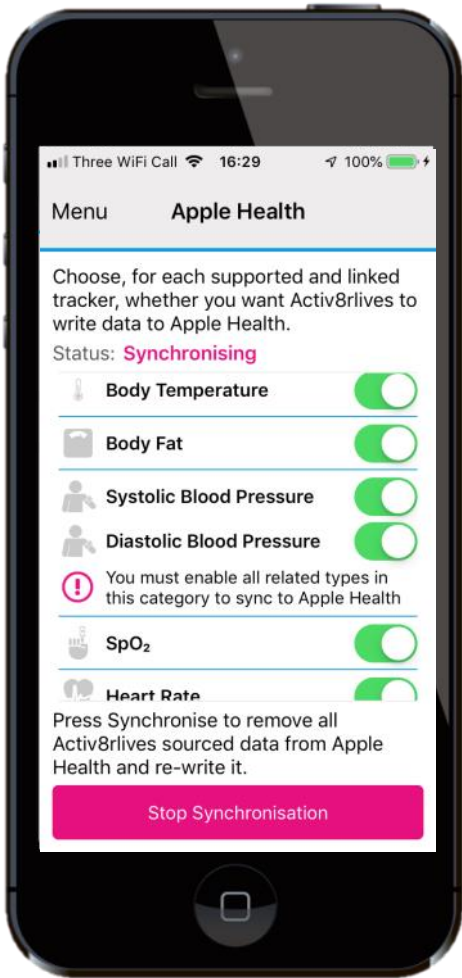 Three WiFi Call 16:29 100%
Menu Apple Health
Choose, for each supported and linked
tracker, whether you want Activ8rlives to
write data to Apple Health.
Status: Synchronising
Body Temperature
Body Fat
Systolic Blood Pressure
Diastolic Blood Pressure
You must enable all related types in
this category to sync to Apple Health
SpO₂
Heart Rate
Press Synchronise to remove all
Activ8rlives sourced data from Apple
Health and re-write it.
Stop Synchronisation